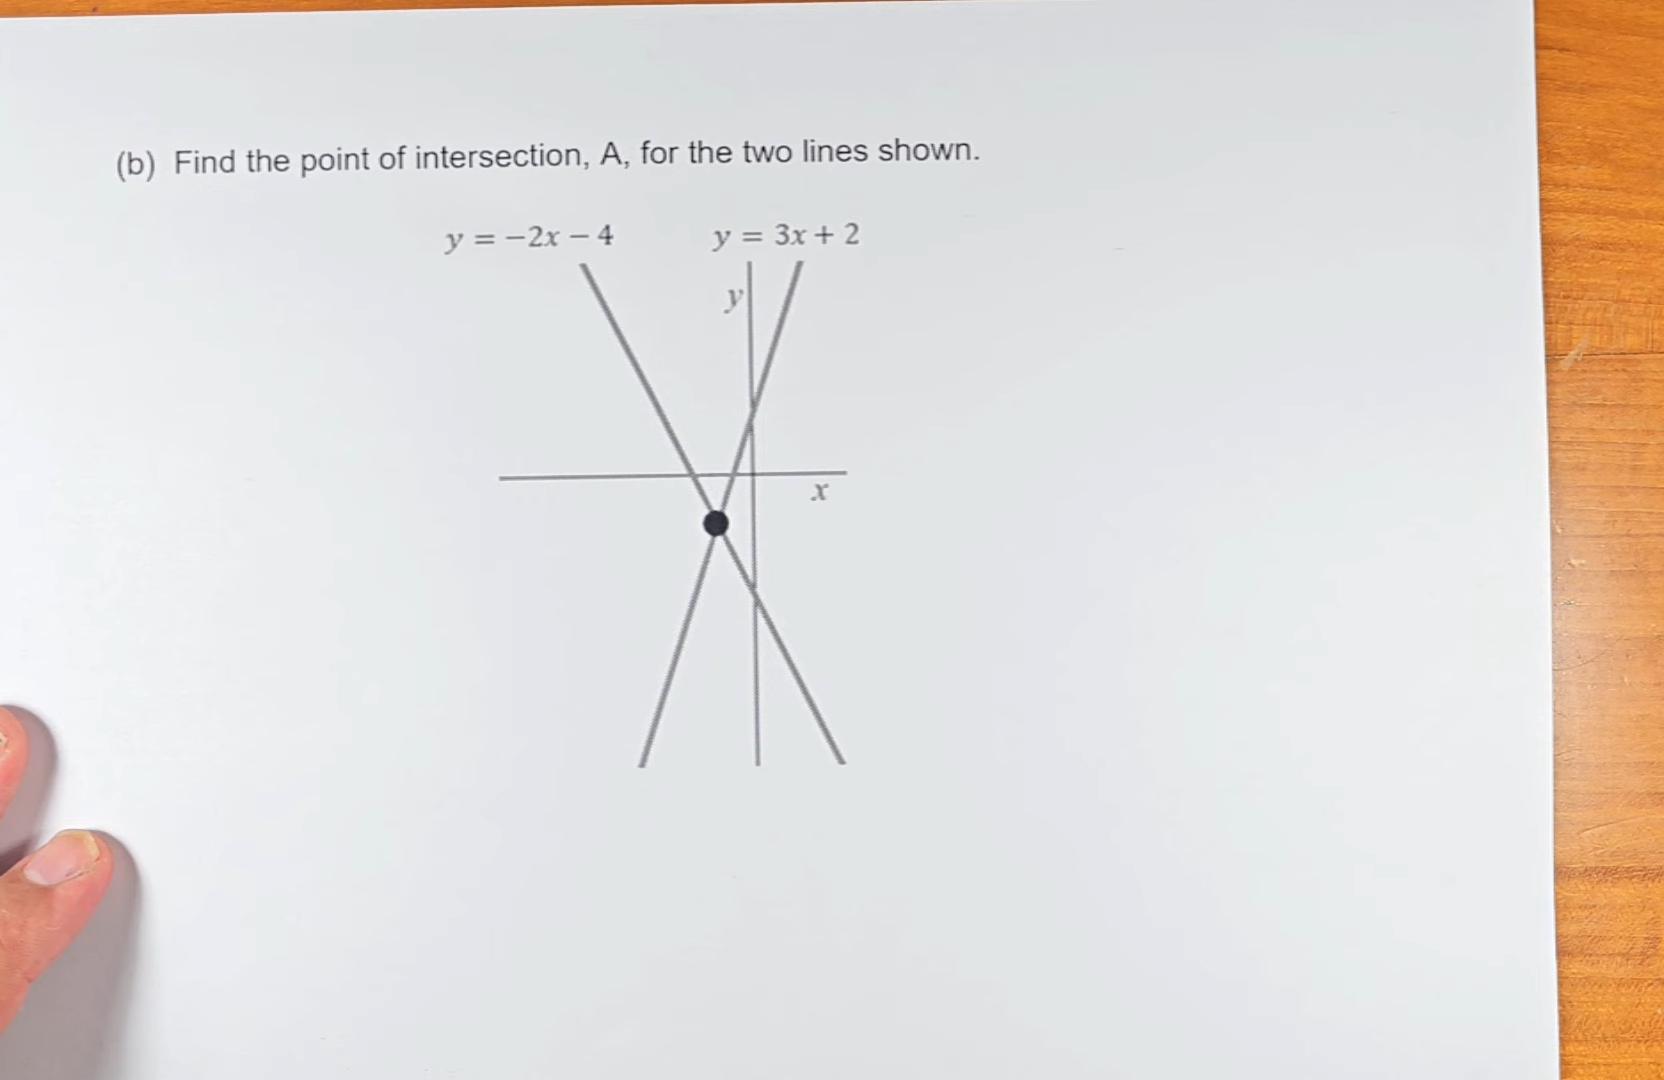 (b) Find the point of intersection, A, for the two lines shown.
y = −2x − 4 y = 3x + 2
y
x